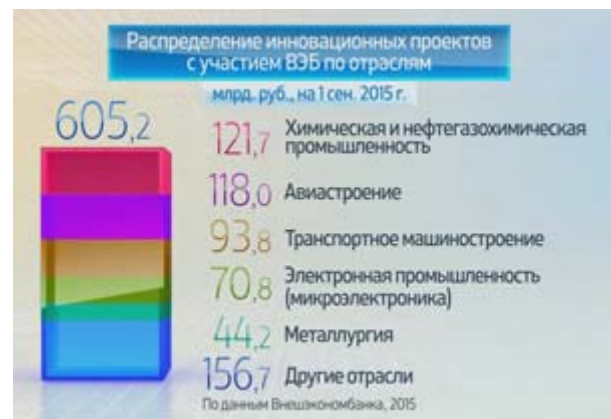 Распределение инновационных проектов
с участием ВЭБ по отраслям
млрд. руб., на 1 сен. 2015 г.
605,2
121,7 Химическая и нефтегазохимическая
промышленность
118,0 Авиастроение
93,8 Транспортное машиностроение
70,8 Электронная промышленность
(микроэлектроника)
44,2 Металлургия
156,7 Другие отрасли
По данным Внешэкономбанка, 2015